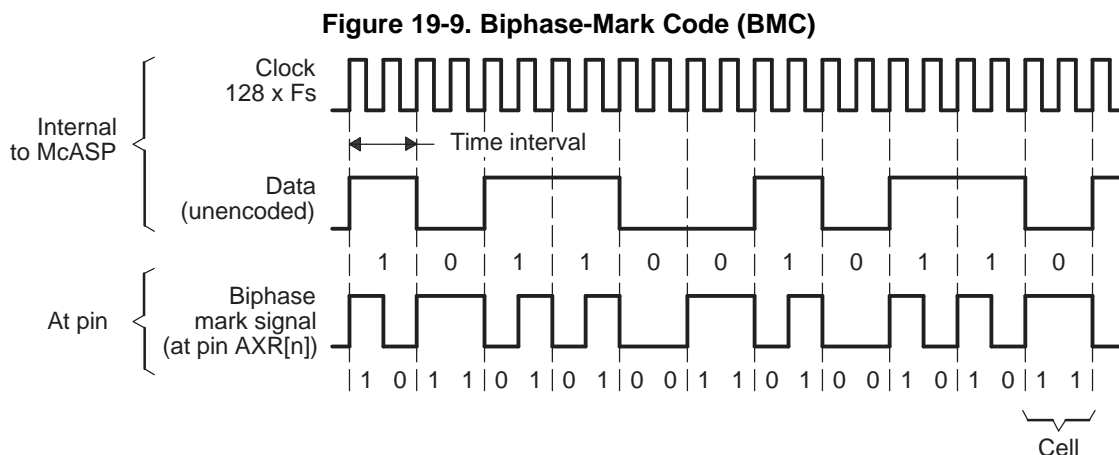 Figure 19-9. Biphase-Mark Code (BMC)
Clock
128 x Fs
Internal
to McASP
Time interval
Data
(unencoded)
1 0 1 1 0 0 1 0 1 1 0
At pin
Biphase
mark signal
(at pin AXR[n])
1 0 1 1 0 1 0 1 0 0 1 1 0 1 0 0 1 0 1 0 1 1
Cell